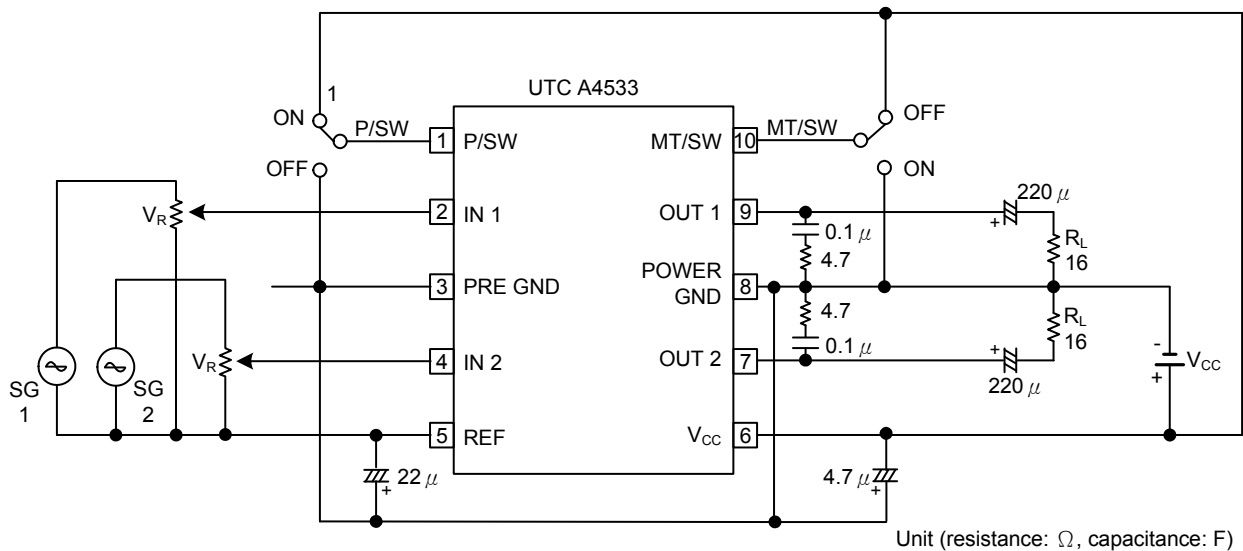 UTC A4533
1
ON
P/SW
OFF
1 P/SW
MT/SW 10
MT/SW
OFF
ON
V_R
2 IN 1
OUT 1 9
220 μ
+
0.1 μ
4.7
R_L
16
3 PRE GND
POWER
GND 8
4.7
0.1 μ
R_L
16
V_R
4 IN 2
OUT 2 7
+
220 μ
-
+
V_CC
SG
1
SG
2
5 REF
V_CC 6
22 μ
+
4.7 μ
+
Unit (resistance: Ω, capacitance: F)